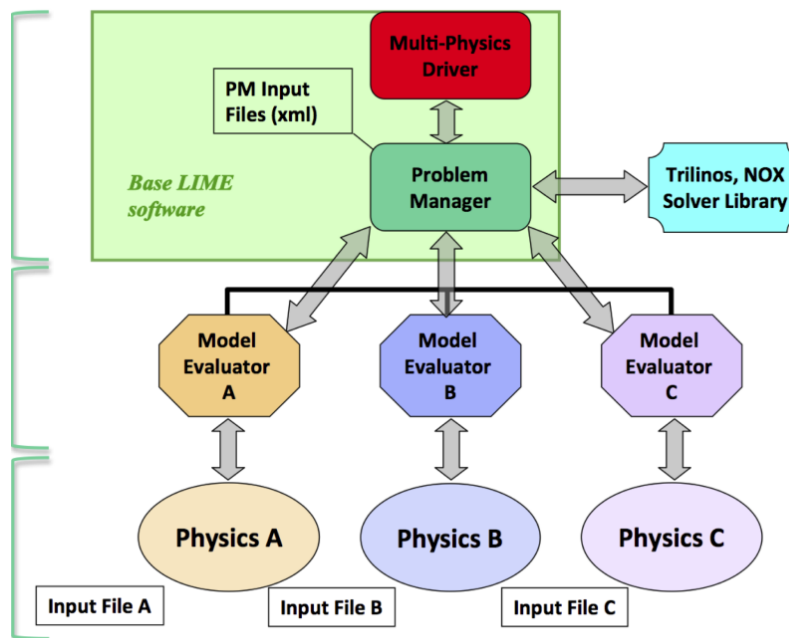 Multi-Physics
Driver
PM Input
Files (xml)
Base LIME
software
Problem
Manager
Trilinos, NOX
Solver Library
Model
Evaluator
A
Model
Evaluator
B
Model
Evaluator
C
Physics A
Physics B
Physics C
Input File A
Input File B
Input File C